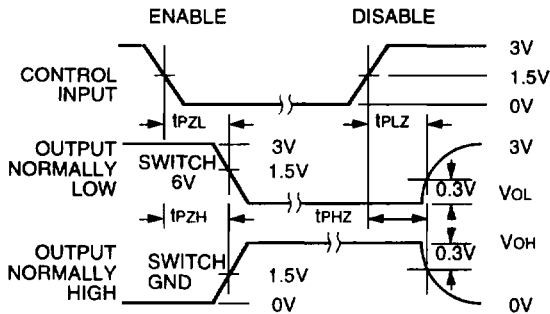 ENABLE DISABLE
CONTROL INPUT 3V
1.5V
0V
tPZL tPLZ
OUTPUT NORMALLY LOW SWITCH 6V 3V
1.5V
0.3V VOL
3V
tPZH tPHZ
OUTPUT NORMALLY HIGH SWITCH GND 1.5V
0V
0.3V VOH
0V